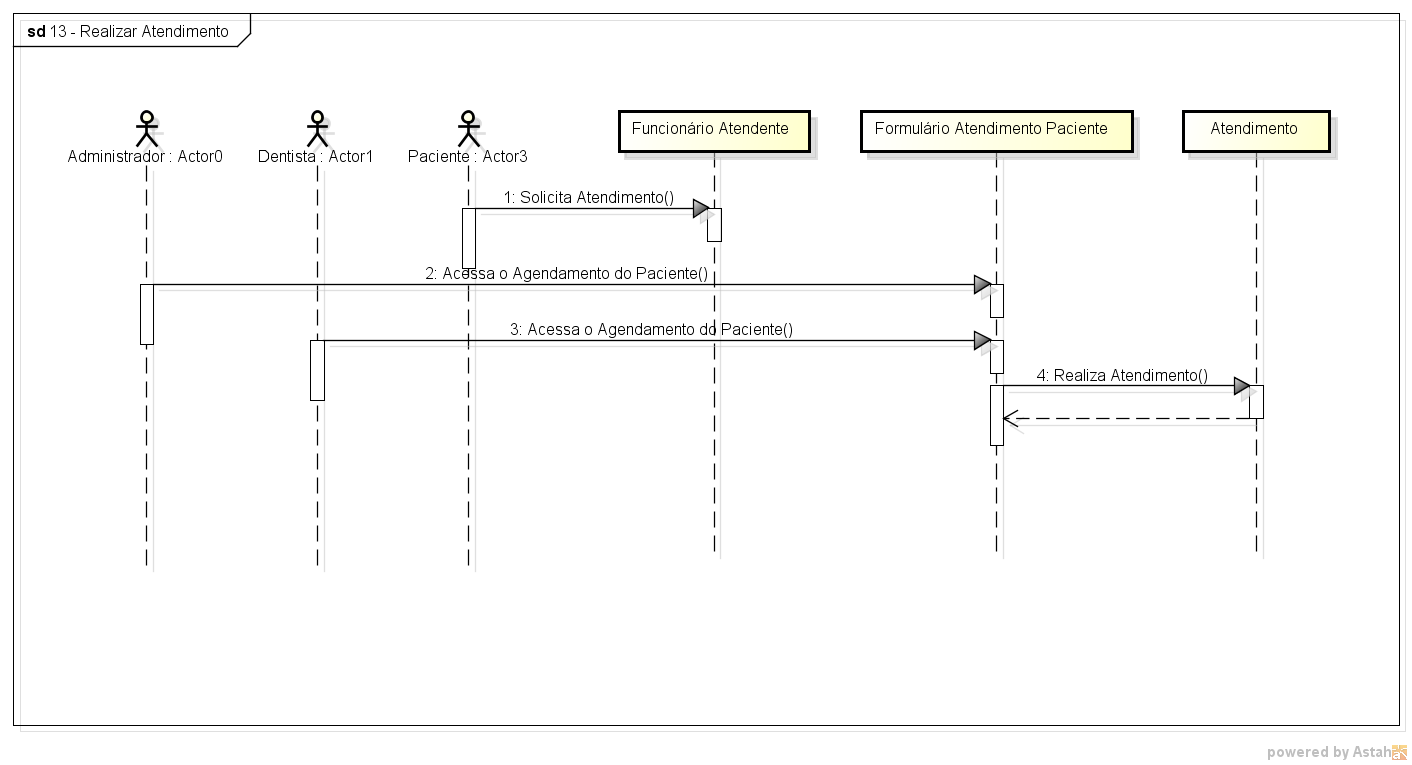 sd 13 - Realizar Atendimento
Administrador : Actor0
Dentista : Actor1
Paciente : Actor3
Funcionário Atendente
Formulário Atendimento Paciente
Atendimento
1: Solicita Atendimento()
2: Acessa o Agendamento do Paciente()
3: Acessa o Agendamento do Paciente()
4: Realiza Atendimento()
powered by Astah